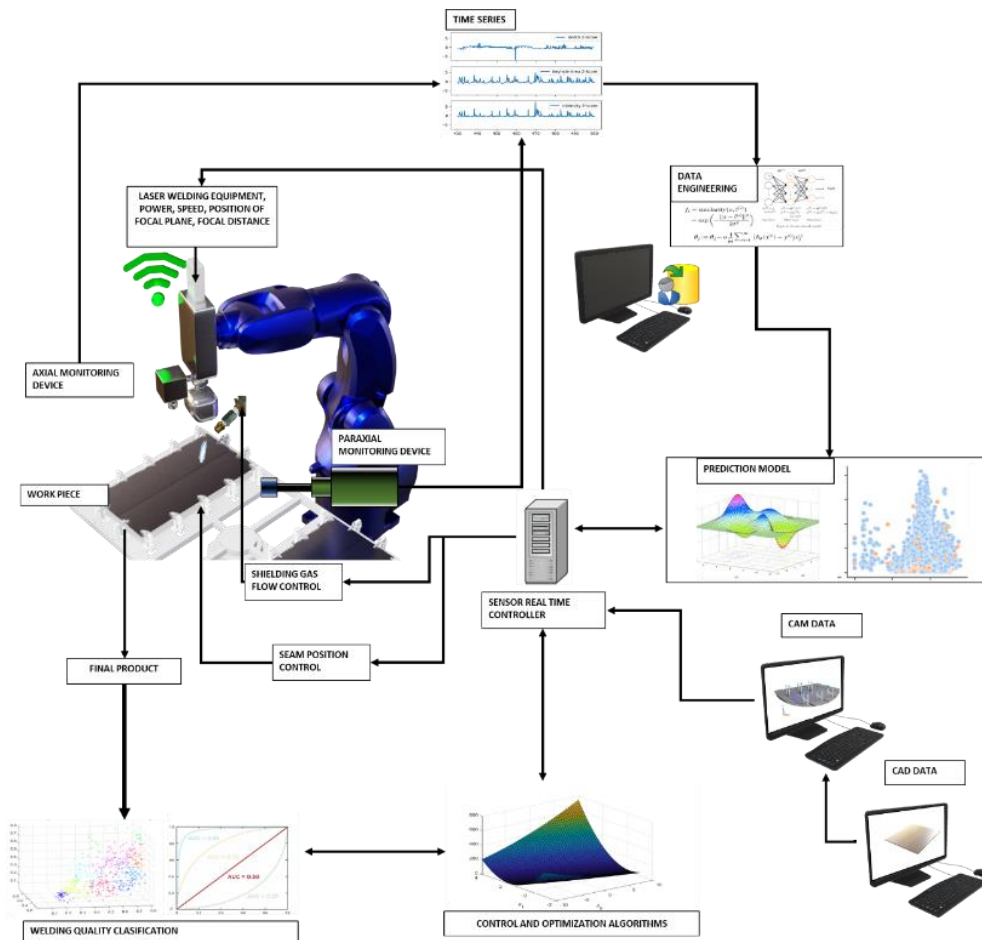 TIME SERIES
LASER WELDING EQUIPMENT,
POWER, SPEED, POSITION OF
FOCAL PLANE, FOCAL DISTANCE
DATA
ENGINEERING
AXIAL MONITORING
DEVICE
PARAXIAL
MONITORING DEVICE
PREDICTION MODEL
WORK PIECE
SHIELDING GAS
FLOW CONTROL
SENSOR REAL TIME
CONTROLLER
CAM DATA
SEAM POSITION
CONTROL
FINAL PRODUCT
CAD DATA
AUC = 0.50
WELDING QUALITY CLASIFICATION
CONTROL AND OPTIMIZATION ALGORITHMS